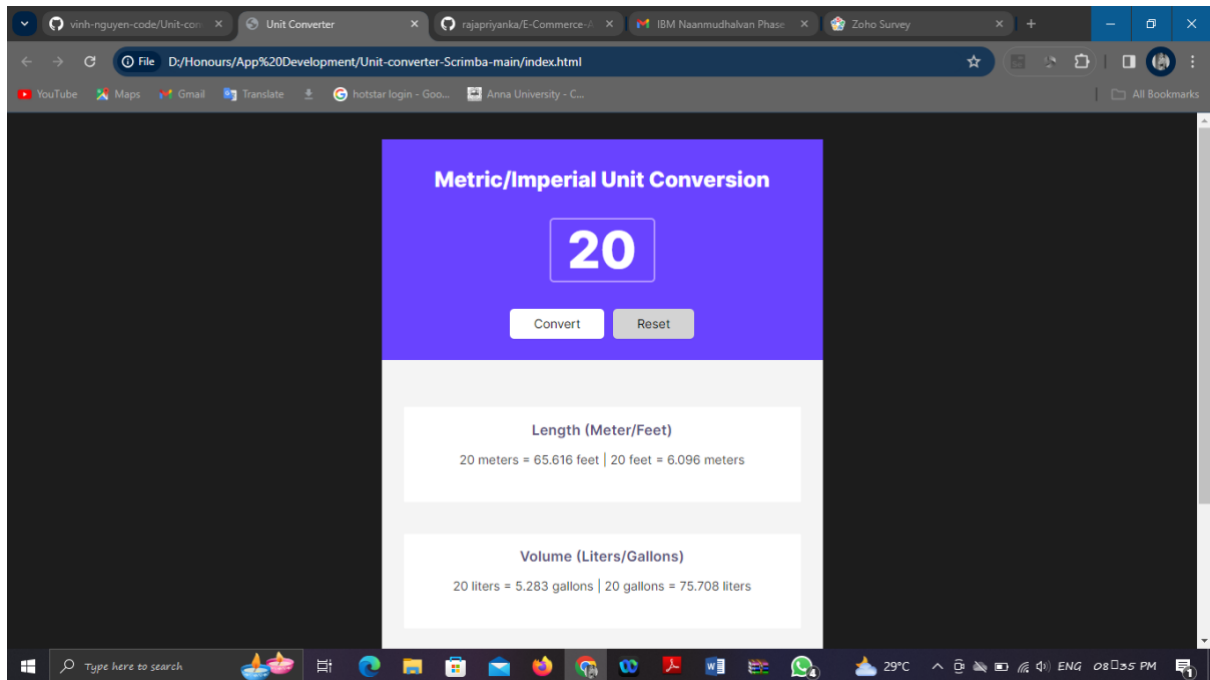 vinh-nguyen-code/Unit-con
Unit Converter
rajapriyanka/E-Commerce-A
IBM Naanmudhalvan Phase
Zoho Survey
File D:/Honours/App%20Development/Unit-converter-Scrimba-main/index.html
YouTube Maps Gmail Translate hotstar login - Goo... Anna University - C... All Bookmarks
Metric/Imperial Unit Conversion
20
Convert Reset
Length (Meter/Feet)
20 meters = 65.616 feet | 20 feet = 6.096 meters
Volume (Liters/Gallons)
20 liters = 5.283 gallons | 20 gallons = 75.708 liters
Type here to search 29°C ENG 08□35 PM